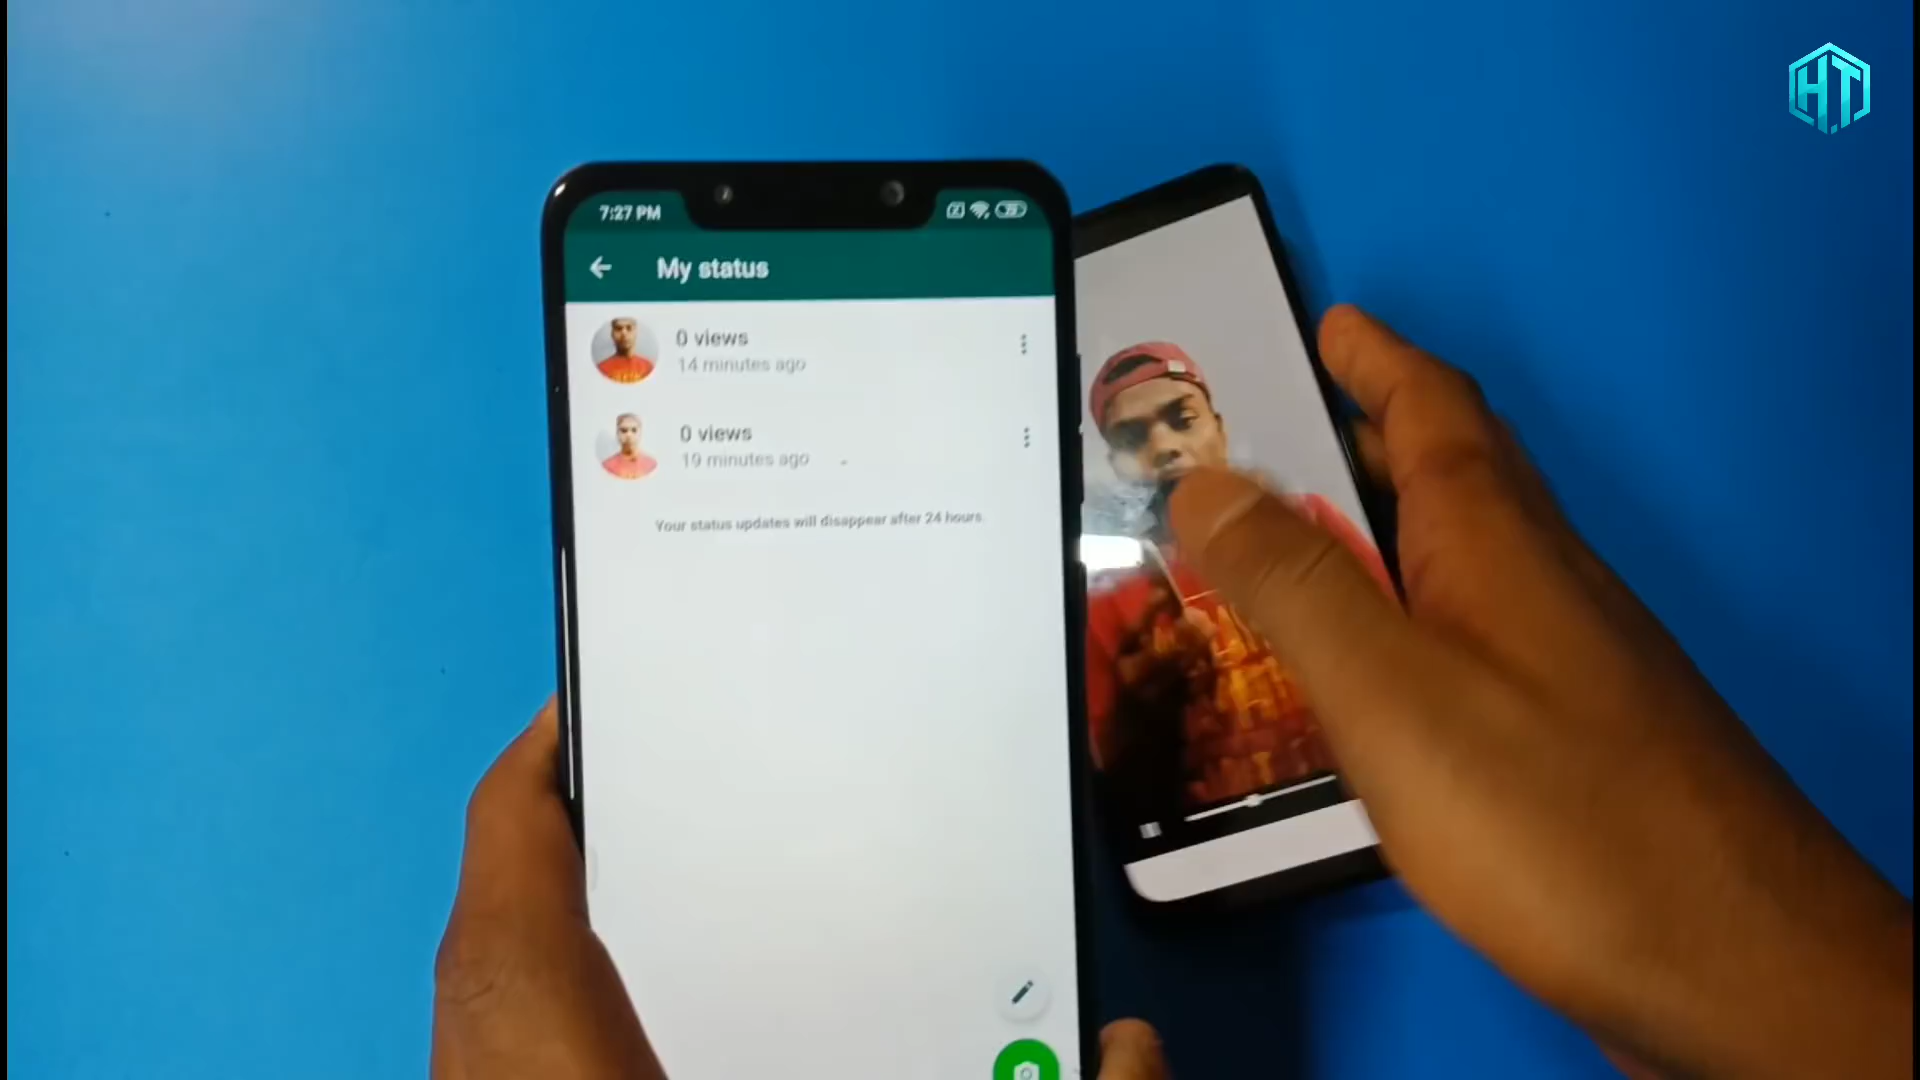 HT
7:27 PM
My status
0 views
14 minutes ago
0 views
19 minutes ago
Your status updates will disappear after 24 hours.